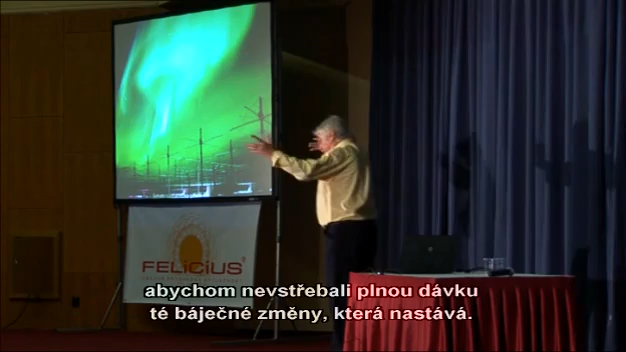 FELiCiUS®
abychom nevstřebali plnou dávku
té báječné změny, která nastává.